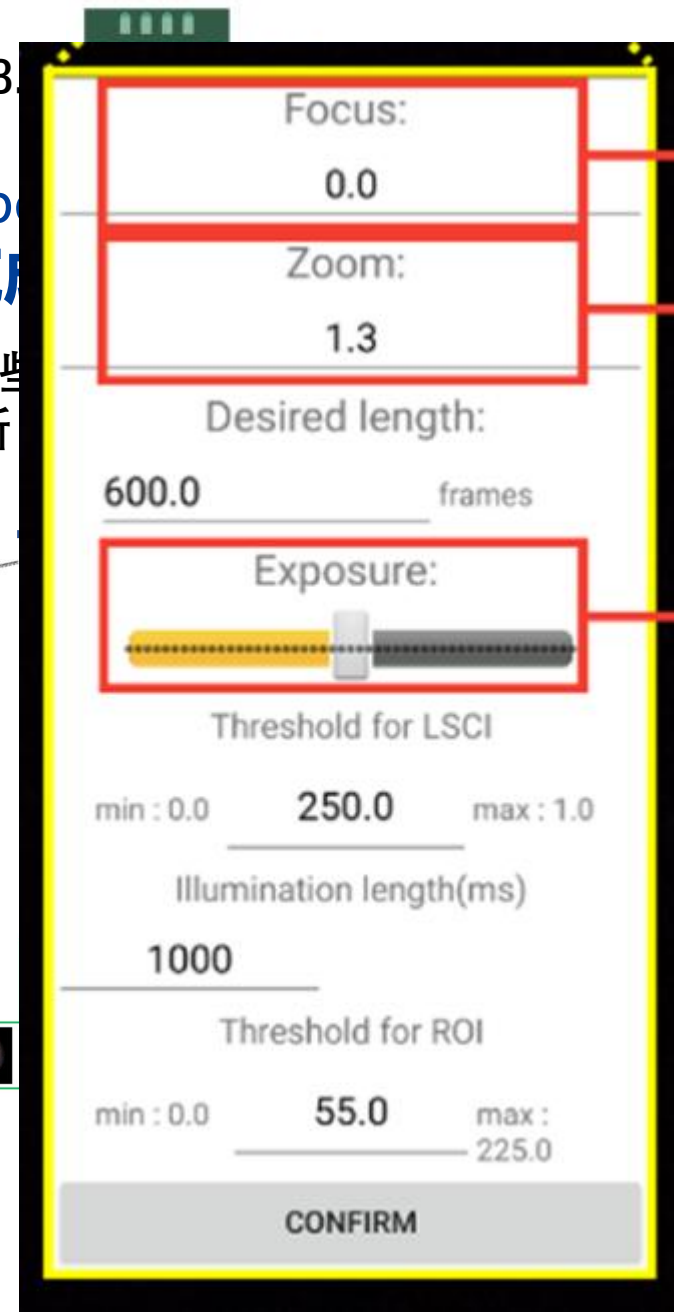 3.
Focus:
0.0
Zoom:
1.3
些
Desired length:
600.0 frames
Exposure:
Threshold for LSCI
min : 0.0 250.0 max : 1.0
Illumination length(ms)
1000
Threshold for ROI
min : 0.0 55.0 max :
225.0
CONFIRM